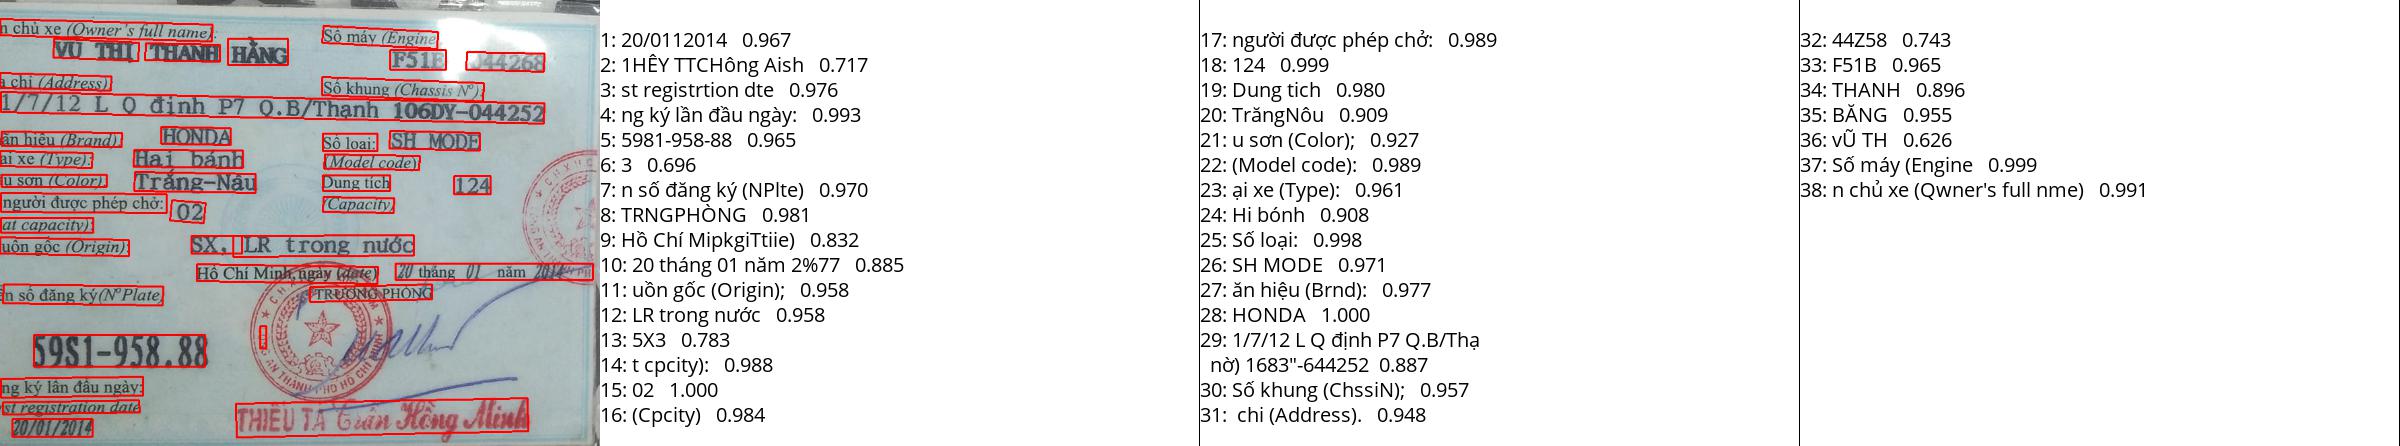 n chủ xe (Owner's full name):
VŨ THỊ THANH HẰNG
Số máy (Engine
F51E 044268
a chỉ (Address)
Số khung (Chassis N°):
1/7/12 L Q định P7 Q.B/Thạnh 106DY-044252
ãn hiệu (Brand):
HONDA
Số loại:
SH MODE
ại xe (Type):
Hai bánh
(Model code):
u sơn (Color):
Trắng-Nâu
Dung tích
124
người được phép chở:
02
(Capacity)
at capacity):
uồn gốc (Origin):
SX, LR trong nước
Hồ Chí Minh, ngày (date) 20 tháng 01 năm 2014
n số đăng ký(N°Plate)
TRƯỞNG PHÒNG
59S1-958.88
ng ký lần đầu ngày:
st registration date
20/01/2014
THIẾU TÁ Trần Hồng Minh
1: 20/0112014 0.967
2: 1HÊY TTCHông Aish 0.717
3: st registrtion dte 0.976
4: ng ký lần đầu ngày: 0.993
5: 5981-958-88 0.965
6: 3 0.696
7: n số đăng ký (NPlte) 0.970
8: TRNGPHÒNG 0.981
9: Hồ Chí MipkgiTtiie) 0.832
10: 20 tháng 01 năm 2%77 0.885
11: uồn gốc (Origin); 0.958
12: LR trong nước 0.958
13: 5X3 0.783
14: t cpcity): 0.988
15: 02 1.000
16: (Cpcity) 0.984
17: người được phép chở: 0.989
18: 124 0.999
19: Dung tich 0.980
20: TrăngNôu 0.909
21: u sơn (Color); 0.927
22: (Model code): 0.989
23: ại xe (Type): 0.961
24: Hi bónh 0.908
25: Số loại: 0.998
26: SH MODE 0.971
27: ăn hiệu (Brnd): 0.977
28: HONDA 1.000
29: 1/7/12 L Q định P7 Q.B/Thạ
nờ) 1683"-644252 0.887
30: Số khung (ChssiN); 0.957
31: chi (Address). 0.948
32: 44Z58 0.743
33: F51B 0.965
34: THANH 0.896
35: BĂNG 0.955
36: vŨ TH 0.626
37: Số máy (Engine 0.999
38: n chủ xe (Qwner's full nme) 0.991